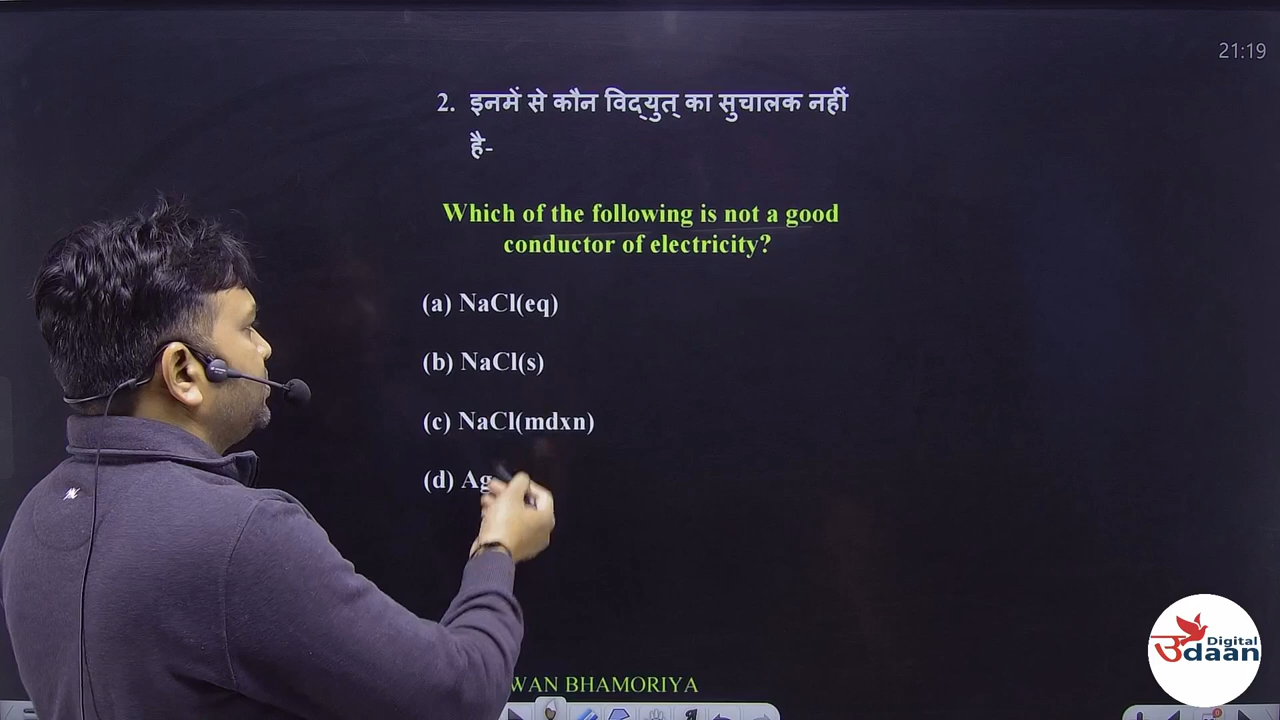 21:19
2. इनमें से कौन विद्युत् का सुचालक नहीं
है-
Which of the following is not a good
conductor of electricity?
(a) NaCl(eq)
(b) NaCl(s)
(c) NaCl(mdxn)
(d) Ag
BHAMORIYA
Digital
उdaan